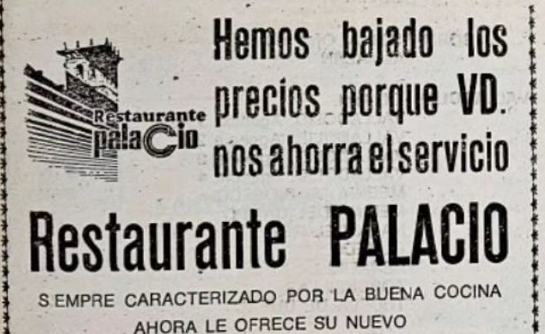 Hemos bajado los
precios porque VD.
nos ahorra el servicio
Restaurante
palacio
Restaurante PALACIO
S EMPRE CARACTERIZADO POR LA BUENA COCINA
AHORA LE OFRECE SU NUEVO